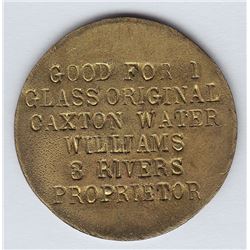 GOOD FOR 1
GLASS ORIGINAL
CAXTON WATER
WILLIAMS
3 RIVERS
PROPRIETOR